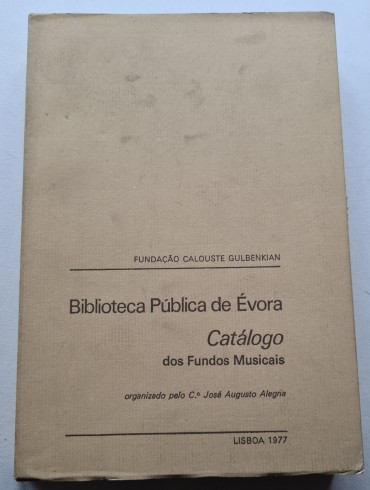 FUNDAÇÃO CALOUSTE GULBENKIAN
Biblioteca Pública de Évora
Catálogo
dos Fundos Musicais
organizado pelo C.º José Augusto Alegria
LISBOA 1977